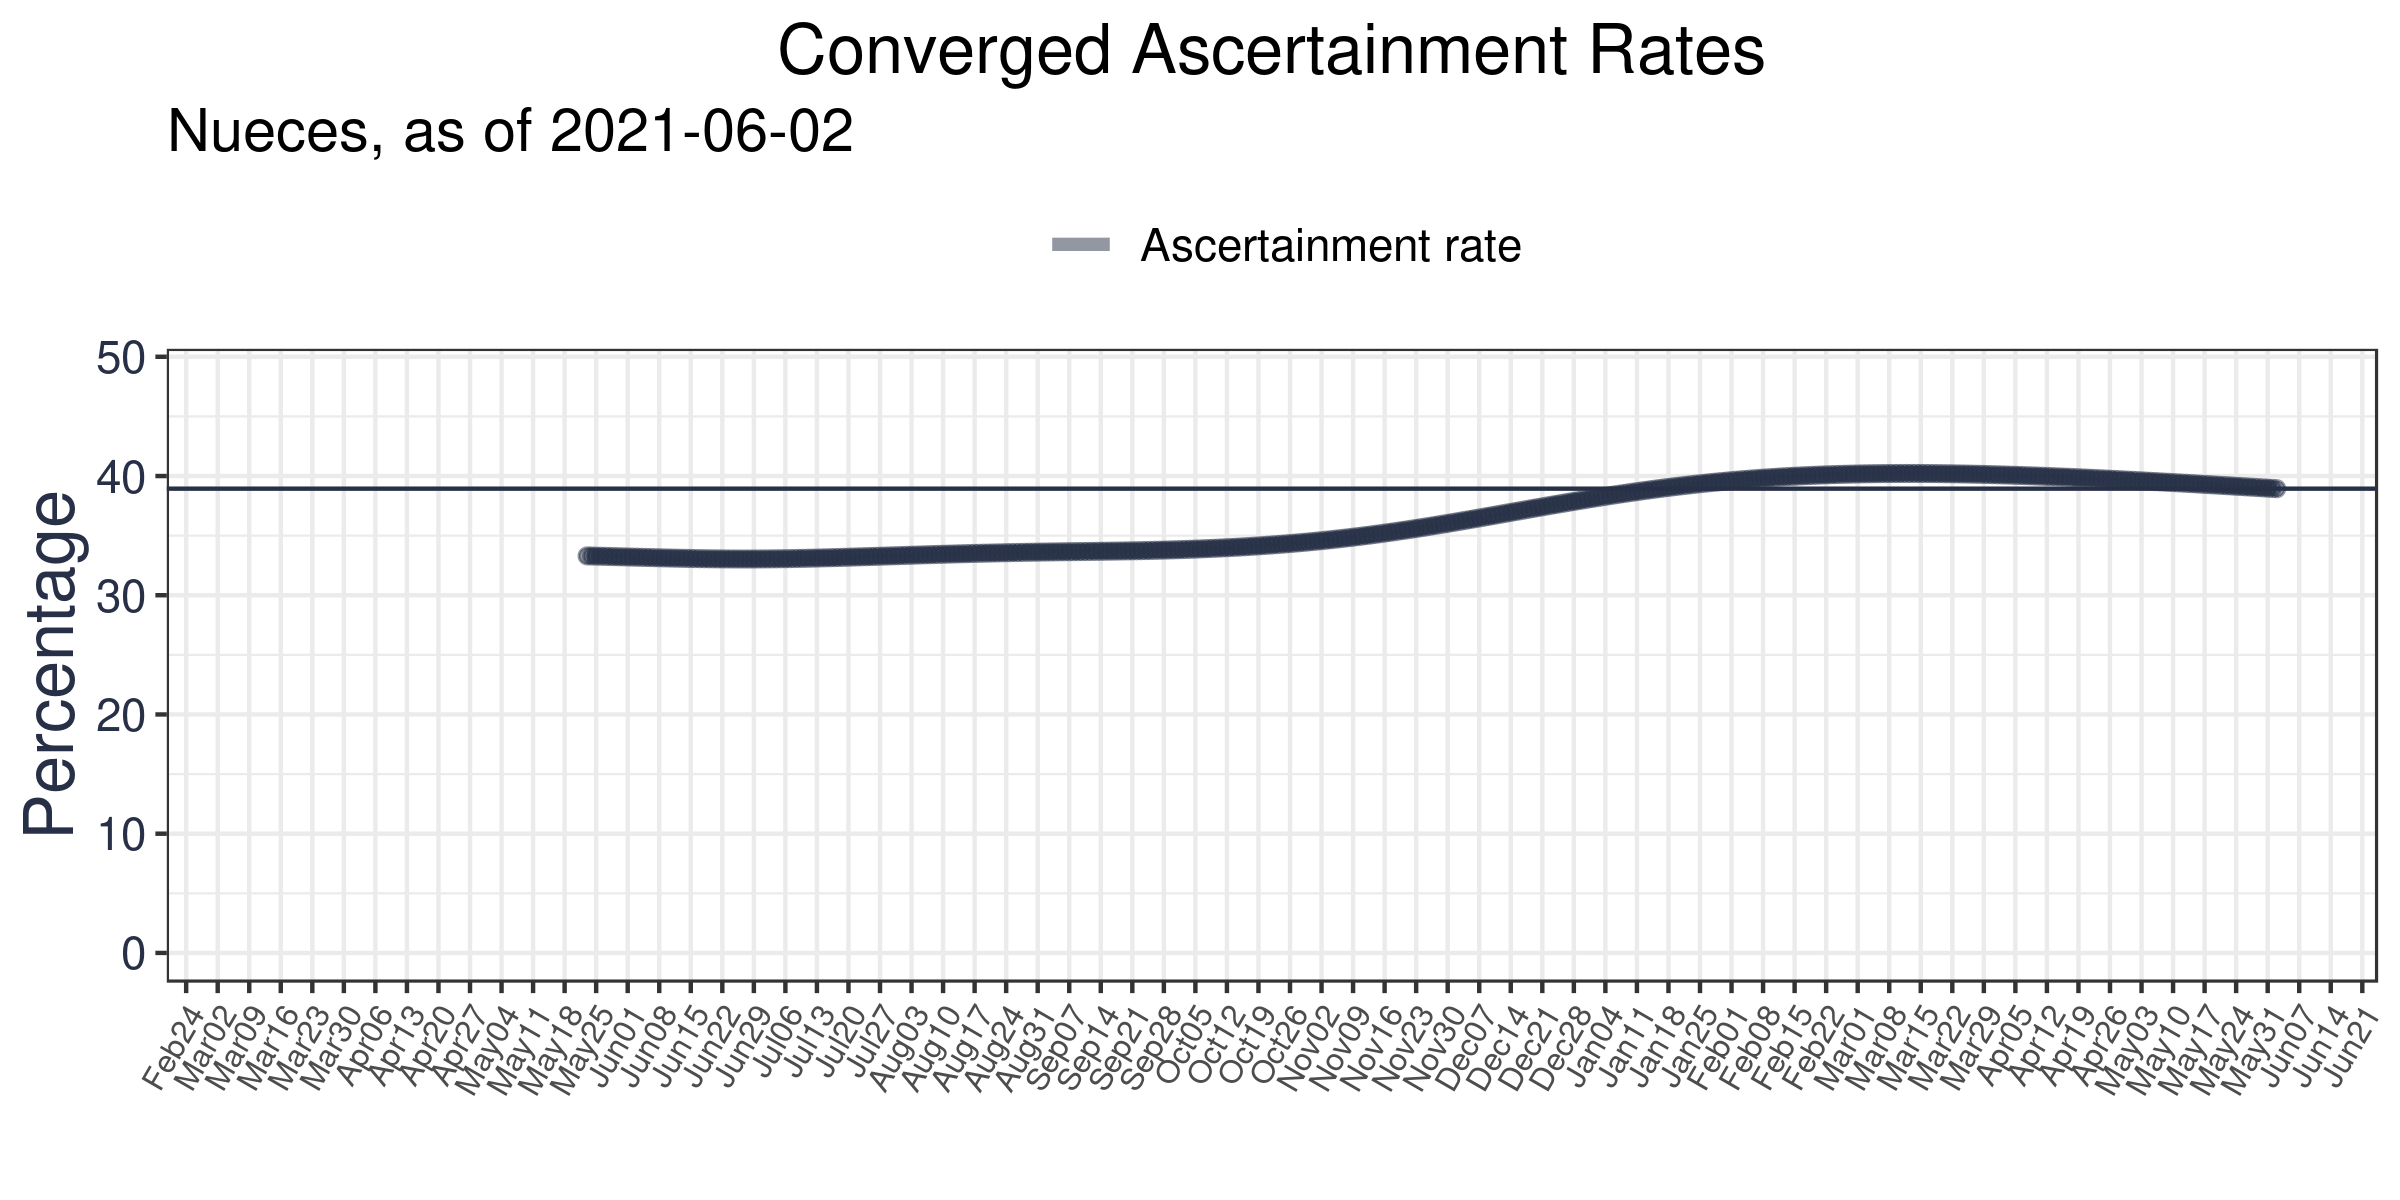 Converged Ascertainment Rates
Nueces, as of 2021-06-02
Ascertainment rate
Percentage
50
40
30
20
10
0
Feb24 Mar02 Mar09 Mar16 Mar23 Mar30 Apr06 Apr13 Apr20 Apr27 May04 May11 May18 May25 Jun01 Jun08 Jun15 Jun22 Jun29 Jul06 Jul13 Jul20 Jul27 Aug03 Aug10 Aug17 Aug24 Aug31 Sep07 Sep14 Sep21 Sep28 Oct05 Oct12 Oct19 Oct26 Nov02 Nov09 Nov16 Nov23 Nov30 Dec07 Dec14 Dec21 Dec28 Jan04 Jan11 Jan18 Jan25 Feb01 Feb08 Feb15 Feb22 Mar01 Mar08 Mar15 Mar22 Mar29 Apr05 Apr12 Apr19 Apr26 May03 May10 May17 May24 May31 Jun07 Jun14 Jun21